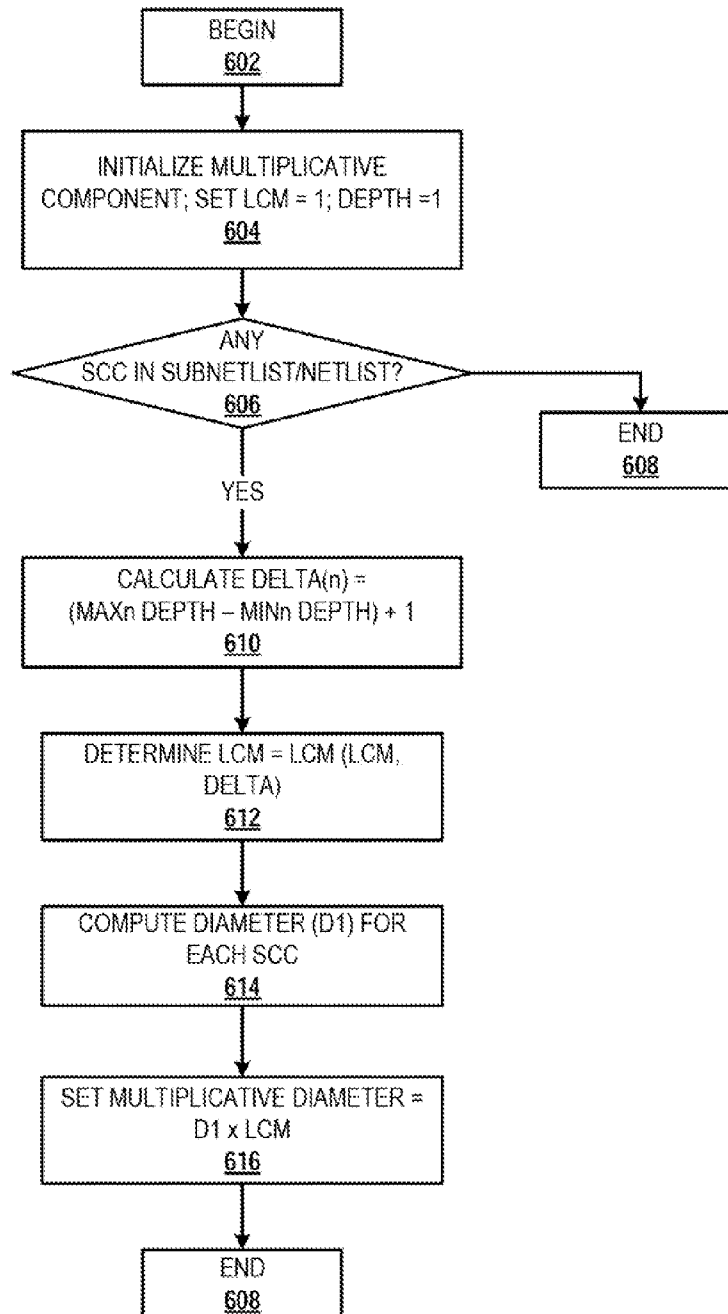 BEGIN
602
INITIALIZE MULTIPLICATIVE
COMPONENT; SET LCM = 1; DEPTH =1
604
ANY
SCC IN SUBNETLIST/NETLIST?
606
END
608
YES
CALCULATE DELTA(n) =
(MAXn DEPTH – MINn DEPTH) + 1
610
DETERMINE LCM = LCM (LCM,
DELTA)
612
COMPUTE DIAMETER (D1) FOR
EACH SCC
614
SET MULTIPLICATIVE DIAMETER =
D1 x LCM
616
END
608